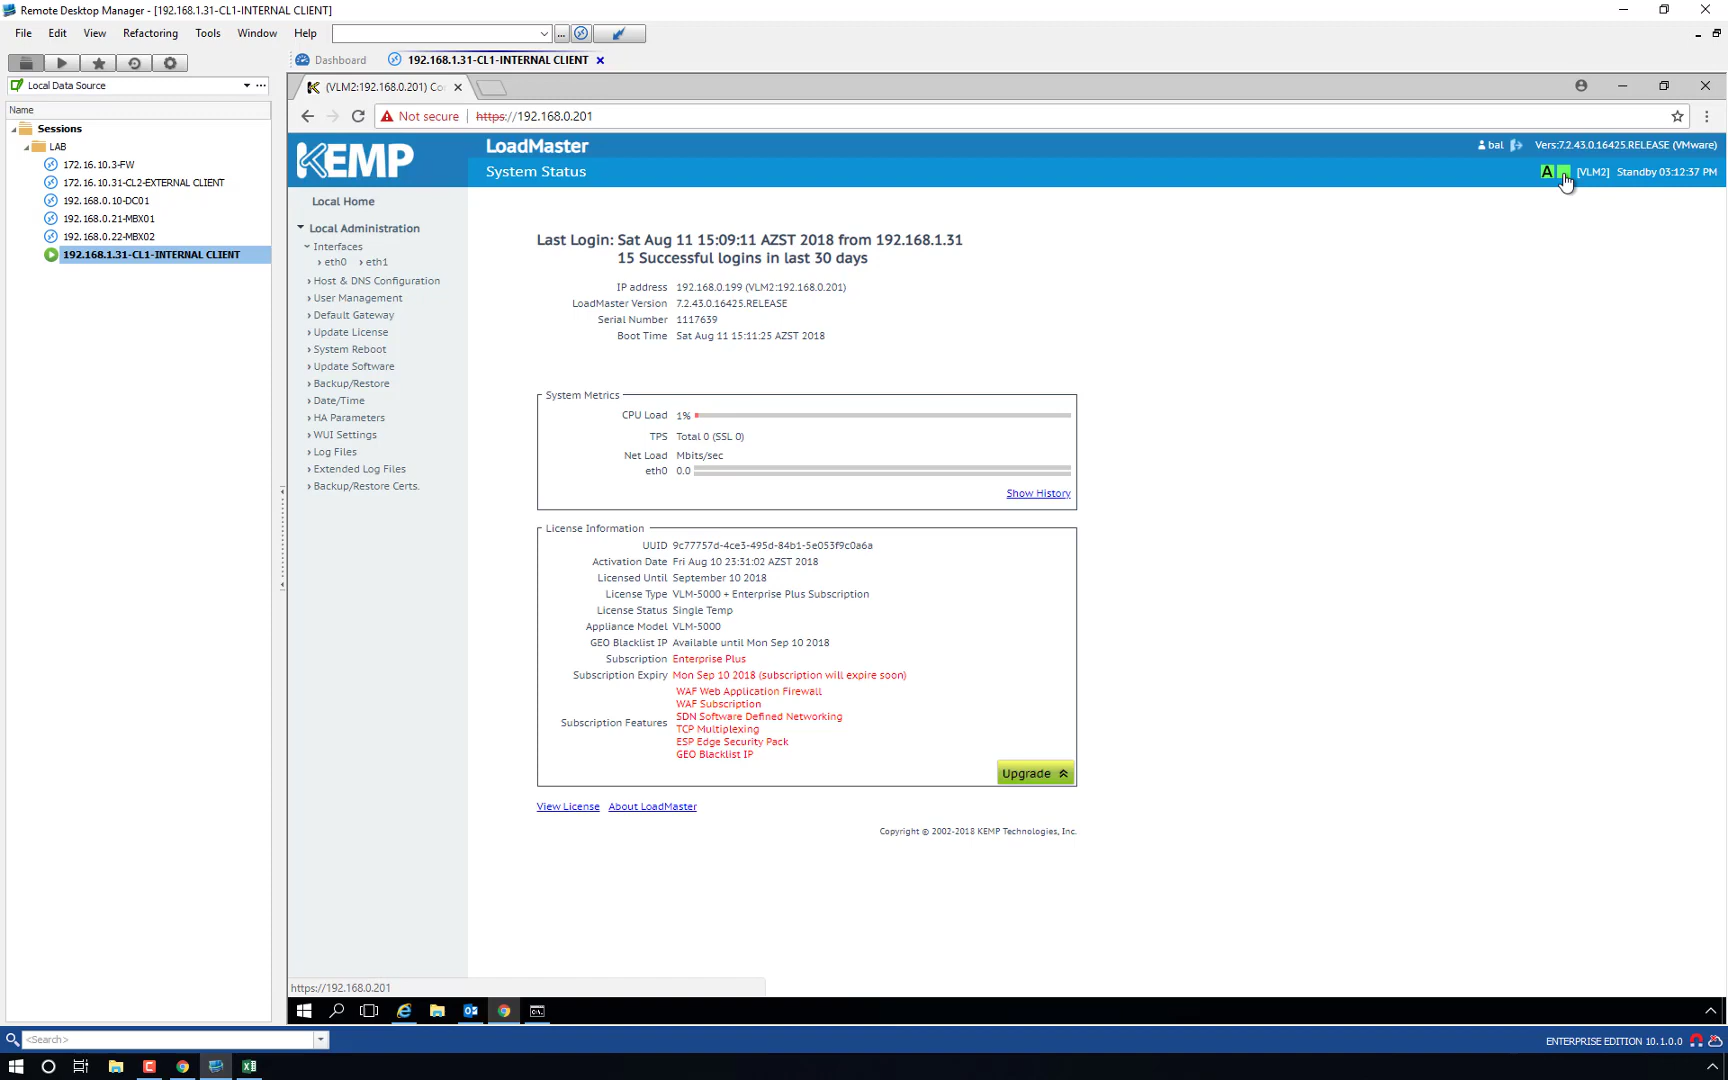 Remote Desktop Manager - [192.168.1.31-CL1-INTERNAL CLIENT]
File Edit View Refactoring Tools Window Help
...
Dashboard 192.168.1.31-CL1-INTERNAL CLIENT
Local Data Source
Name
Sessions
LAB
172.16.10.3-FW
172.16.10.31-CL2-EXTERNAL CLIENT
192.168.0.10-DC01
192.168.0.21-MBX01
192.168.0.22-MBX02
192.168.1.31-CL1-INTERNAL CLIENT
(VLM2:192.168.0.201) Co
Not secure https://192.168.0.201
KEMP
LoadMaster
System Status
bal Vers:7.2.43.0.16425.RELEASE (VMware)
A [VLM2] Standby 03:12:37 PM
Local Home
Local Administration
Interfaces
eth0 eth1
Host & DNS Configuration
User Management
Default Gateway
Update License
System Reboot
Update Software
Backup/Restore
Date/Time
HA Parameters
WUI Settings
Log Files
Extended Log Files
Backup/Restore Certs.
Last Login: Sat Aug 11 15:09:11 AZST 2018 from 192.168.1.31
15 Successful logins in last 30 days
IP address 192.168.0.199 (VLM2:192.168.0.201)
LoadMaster Version 7.2.43.0.16425.RELEASE
Serial Number 1117639
Boot Time Sat Aug 11 15:11:25 AZST 2018
System Metrics
CPU Load 1%
TPS Total 0 (SSL 0)
Net Load Mbits/sec
eth0 0.0
Show History
License Information
UUID 9c77757d-4ce3-495d-84b1-5e053f9c0a6a
Activation Date Fri Aug 10 23:31:02 AZST 2018
Licensed Until September 10 2018
License Type VLM-5000 + Enterprise Plus Subscription
License Status Single Temp
Appliance Model VLM-5000
GEO Blacklist IP Available until Mon Sep 10 2018
Subscription Enterprise Plus
Subscription Expiry Mon Sep 10 2018 (subscription will expire soon)
WAF Web Application Firewall
WAF Subscription
Subscription Features SDN Software Defined Networking
TCP Multiplexing
ESP Edge Security Pack
GEO Blacklist IP
Upgrade
View License About LoadMaster
Copyright © 2002-2018 KEMP Technologies, Inc.
https://192.168.0.201
<Search>
ENTERPRISE EDITION 10.1.0.0